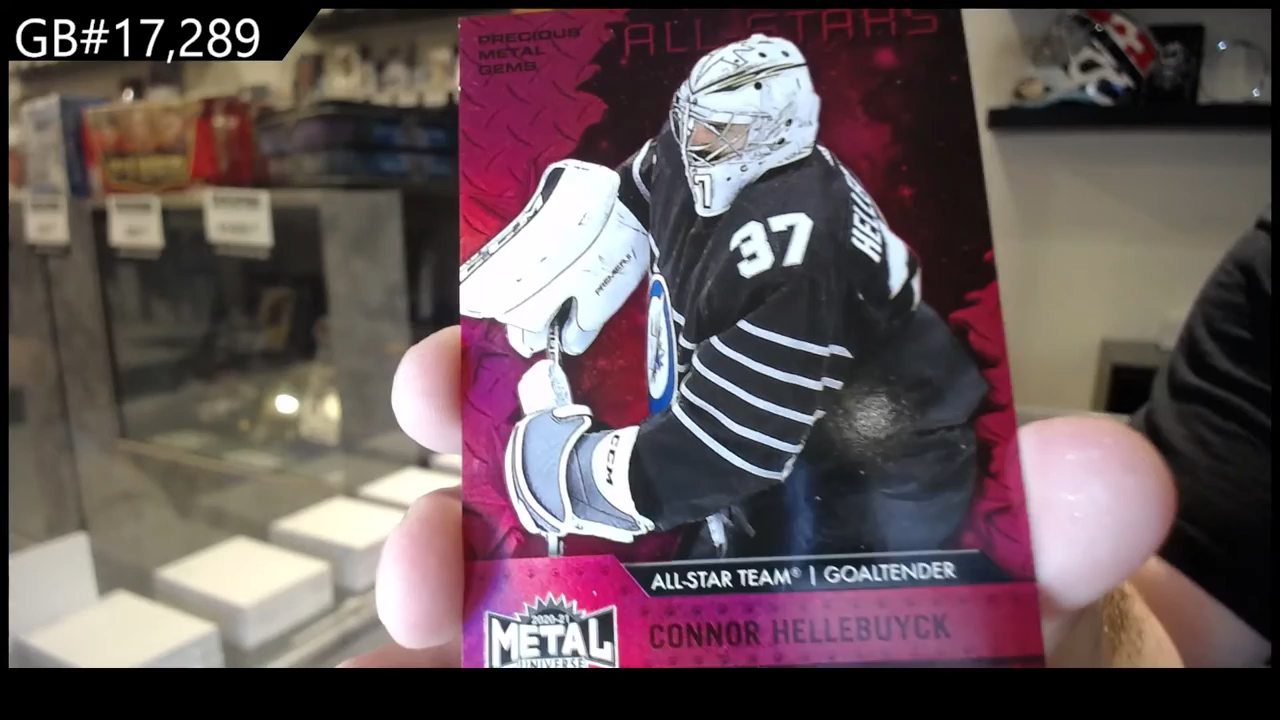 GB#17,289
PRECIOUS
METAL
GEMS
ALL-STARS
37
CCM
ALL-STAR TEAM® | GOALTENDER
2020-21
METAL
UNIVERSE
CONNOR HELLEBUYCK